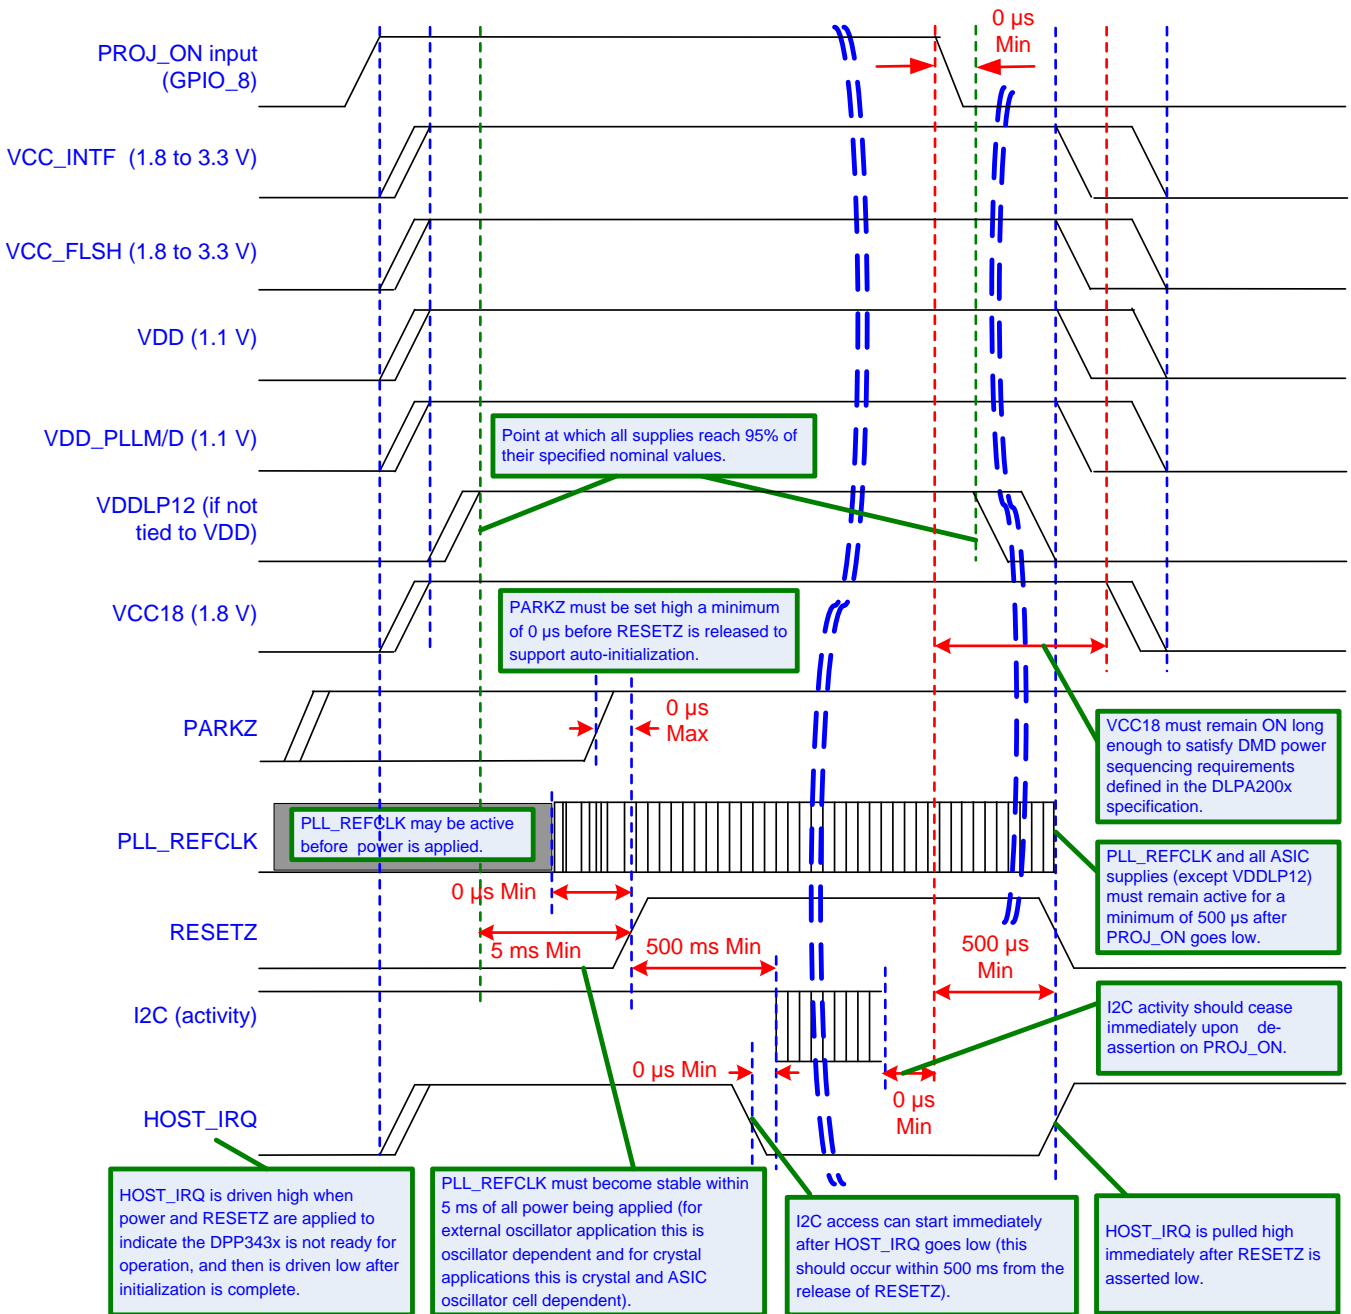 0 µs
Min
PROJ_ON input
(GPIO_8)
VCC_INTF (1.8 to 3.3 V)
VCC_FLSH (1.8 to 3.3 V)
VDD (1.1 V)
VDD_PLLM/D (1.1 V)
Point at which all supplies reach 95% of
their specified nominal values.
VDDLP12 (if not
tied to VDD)
VCC18 (1.8 V)
PARKZ must be set high a minimum
of 0 µs before RESETZ is released to
support auto-initialization.
PARKZ
0 µs
Max
VCC18 must remain ON long
enough to satisfy DMD power
sequencing requirements
defined in the DLPA200x
specification.
PLL_REFCLK
PLL_REFCLK may be active
before power is applied.
PLL_REFCLK and all ASIC
supplies (except VDDLP12)
must remain active for a
minimum of 500 µs after
PROJ_ON goes low.
0 µs Min
RESETZ
5 ms Min
500 ms Min
500 µs
Min
I2C (activity)
I2C activity should cease
immediately upon de-
assertion on PROJ_ON.
0 µs Min
0 µs
Min
HOST_IRQ
HOST_IRQ is driven high when
power and RESETZ are applied to
indicate the DPP343x is not ready for
operation, and then is driven low after
initialization is complete.
PLL_REFCLK must become stable within
5 ms of all power being applied (for
external oscillator application this is
oscillator dependent and for crystal
applications this is crystal and ASIC
oscillator cell dependent).
I2C access can start immediately
after HOST_IRQ goes low (this
should occur within 500 ms from the
release of RESETZ).
HOST_IRQ is pulled high
immediately after RESETZ is
asserted low.